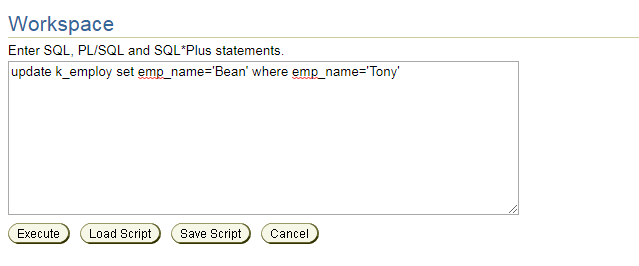 Workspace
Enter SQL, PL/SQL and SQL*Plus statements.
update k_employ set emp_name='Bean' where emp_name='Tony'
Execute Load Script Save Script Cancel